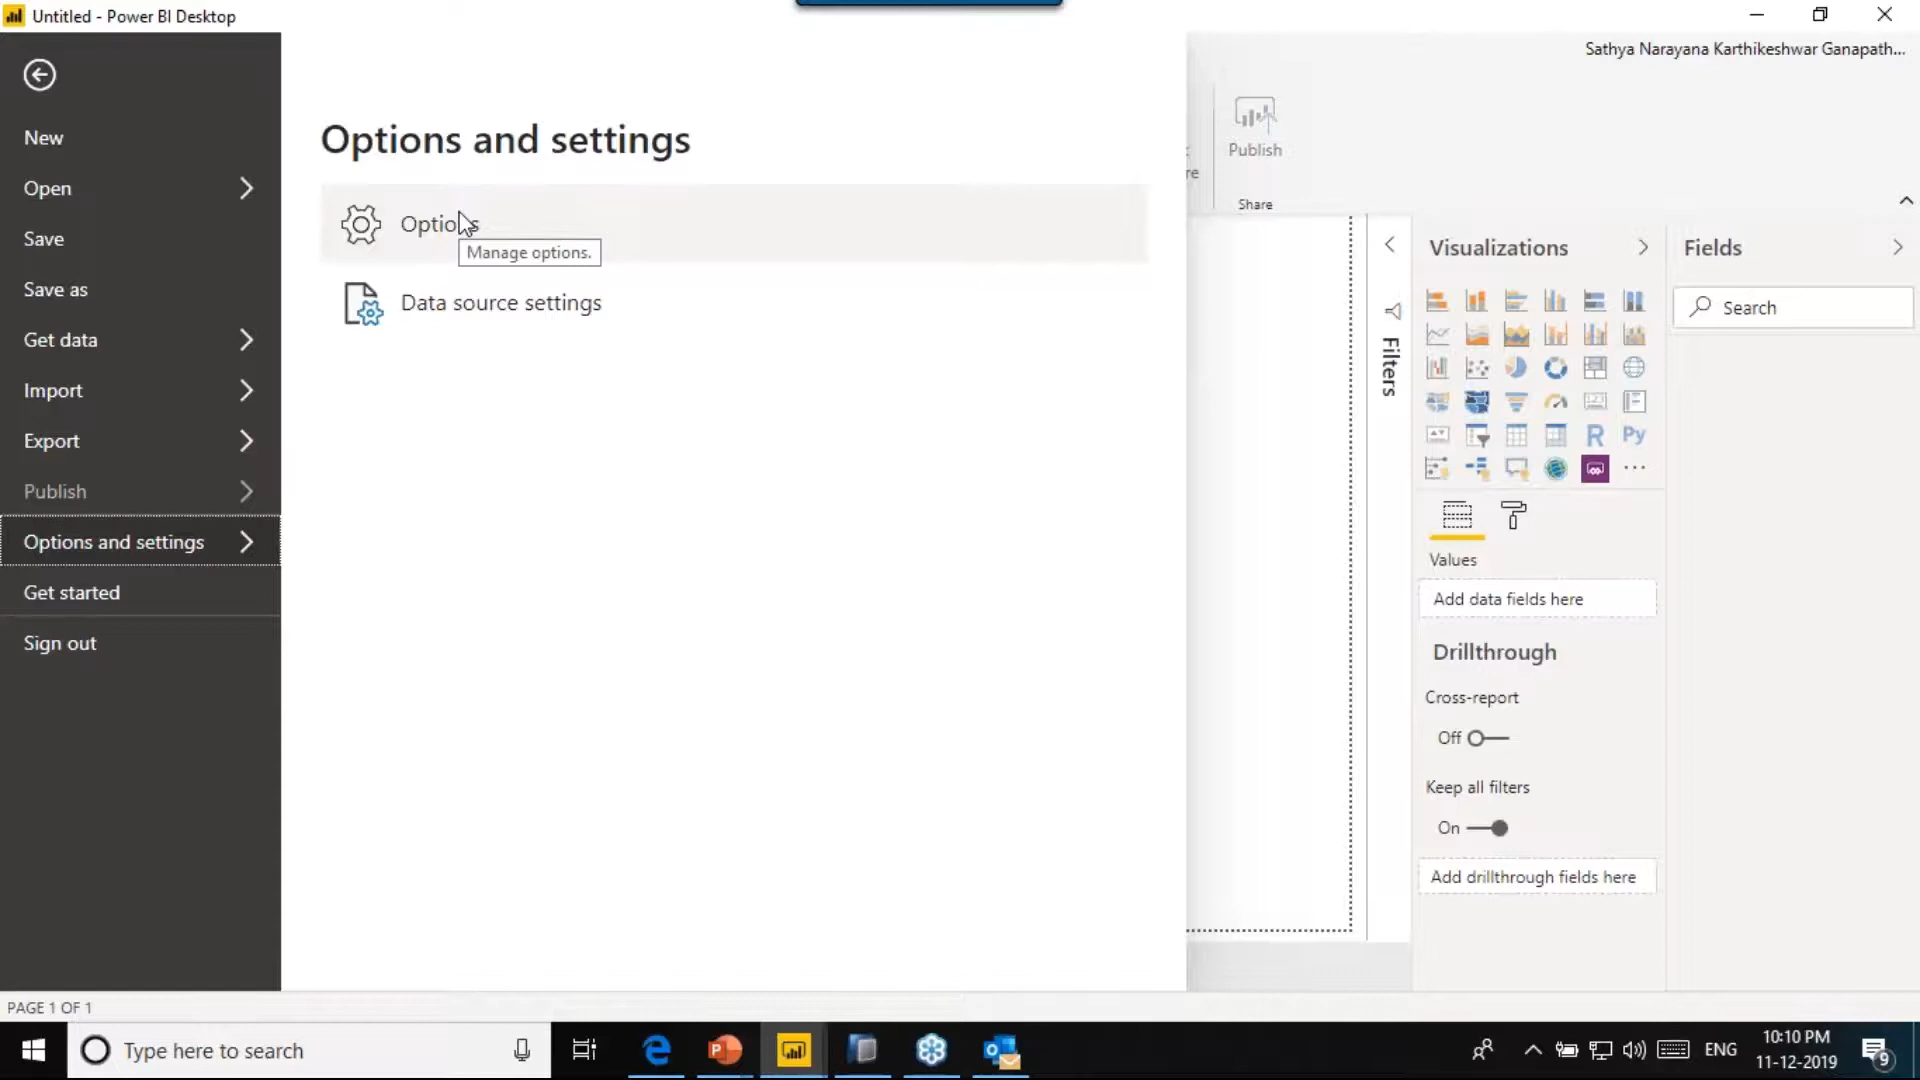 Untitled - Power BI Desktop
Sathya Narayana Karthikeshwar Ganapath...
New
Open
Save
Save as
Get data
Import
Export
Publish
Options and settings
Get started
Sign out
Options and settings
Options
Manage options.
Data source settings
re
Publish
Share
Filters
Visualizations
R
Py
Values
Add data fields here
Drillthrough
Cross-report
Off
Keep all filters
On
Add drillthrough fields here
Fields
Search
PAGE 1 OF 1
Type here to search
ENG
10:10 PM
11-12-2019
9